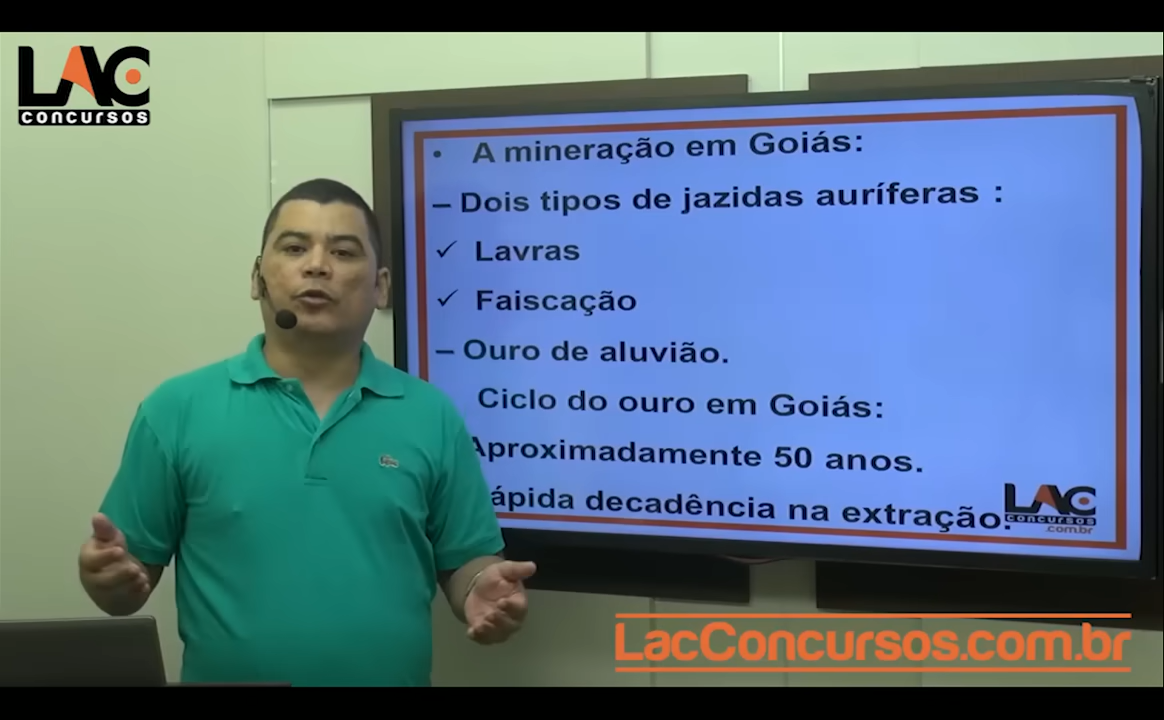 LAC
concursos
• A mineração em Goiás:
– Dois tipos de jazidas auríferas :
✓ Lavras
✓ Faiscação
– Ouro de aluvião.
Ciclo do ouro em Goiás:
Aproximadamente 50 anos.
ápida decadência na extração.
LAC
concursos
.com.br
LacConcursos.com.br